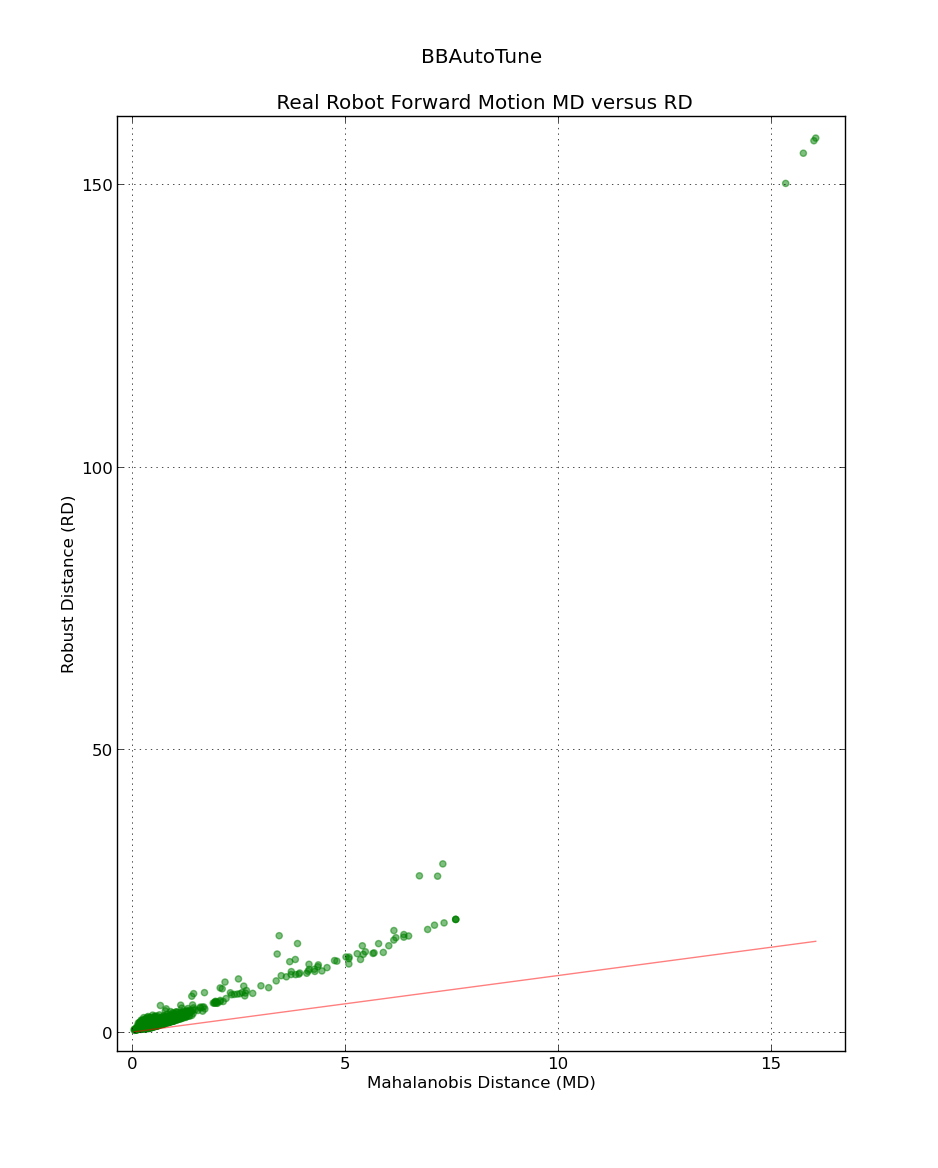 BBAutoTune
Real Robot Forward Motion MD versus RD
150
100
50
0
Robust Distance (RD)
0 5 10 15
Mahalanobis Distance (MD)